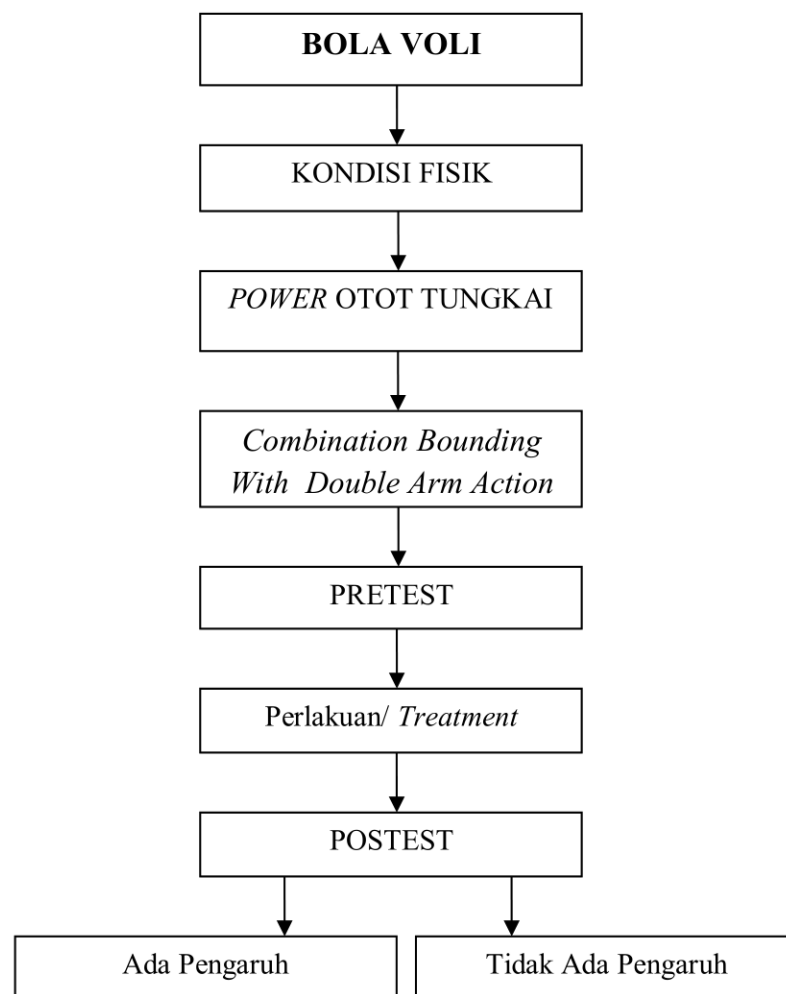 BOLA VOLI
KONDISI FISIK
POWER OTOT TUNGKAI
Combination Bounding
With Double Arm Action
PRETEST
Perlakuan/ Treatment
POSTEST
Ada Pengaruh
Tidak Ada Pengaruh